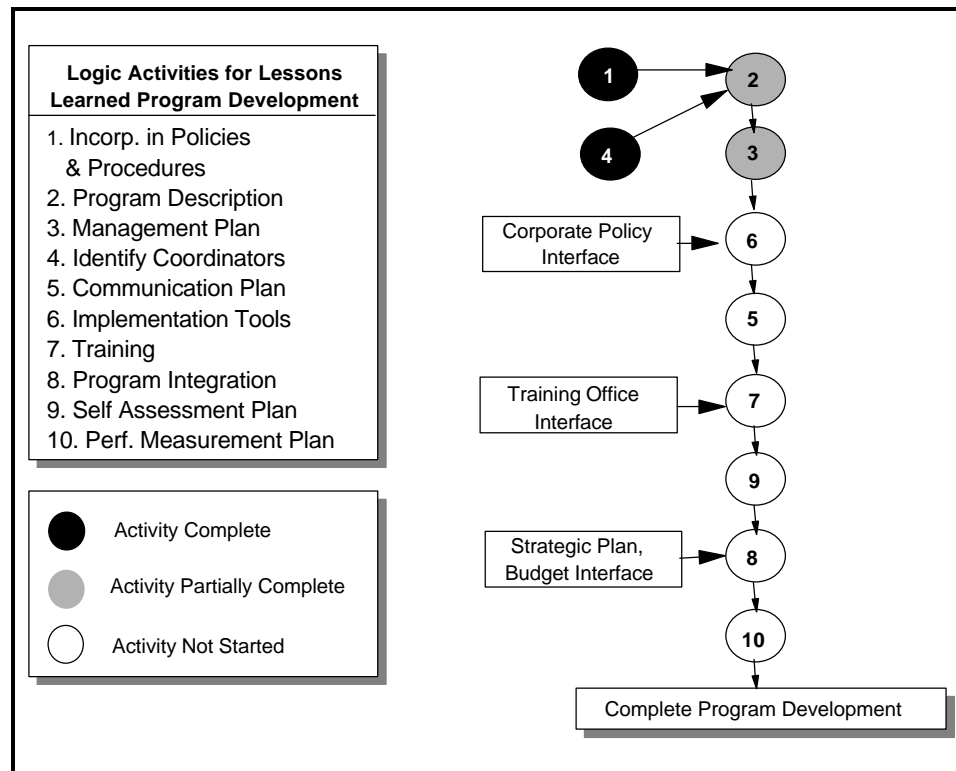 Logic Activities for Lessons
Learned Program Development
1. Incorp. in Policies
& Procedures
2. Program Description
3. Management Plan
4. Identify Coordinators
5. Communication Plan
6. Implementation Tools
7. Training
8. Program Integration
9. Self Assessment Plan
10. Perf. Measurement Plan
Activity Complete
Activity Partially Complete
Activity Not Started
1
2
4
3
Corporate Policy
Interface
6
5
Training Office
Interface
7
9
Strategic Plan,
Budget Interface
8
10
Complete Program Development